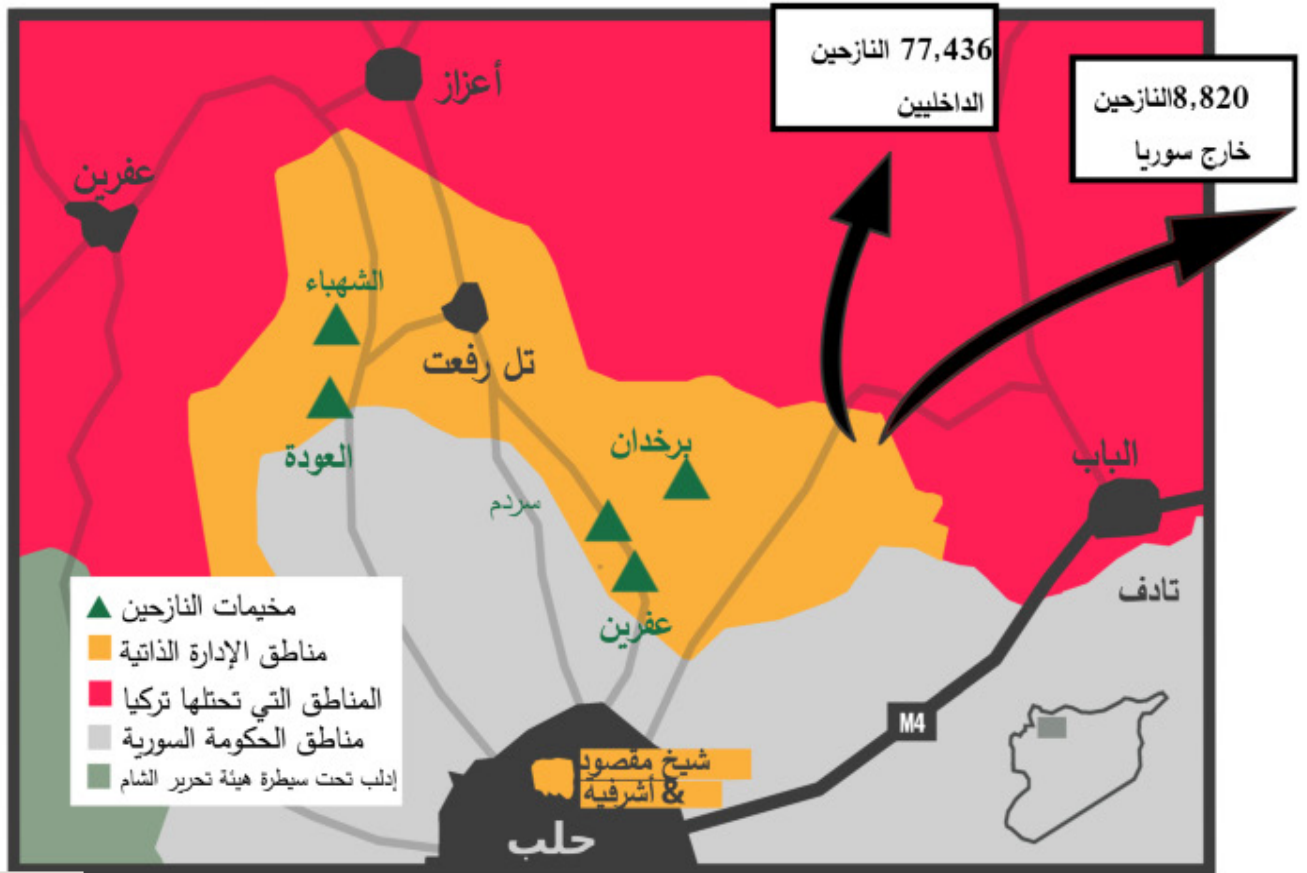 77,436 النازحين
الداخليين
8,820النازحين
خارج سوريا
أعزاز
عفرين
الشهباء
تل رفعت
العودة
برخدان
سردم
عفرين
الباب
تادف
مخيمات النازحين
مناطق الإدارة الذاتية
المناطق التي تحتلها تركيا
مناطق الحكومة السورية
إدلب تحت سيطرة هيئة تحرير الشام
M4
شيخ مقصود
& أشرفية
حلب